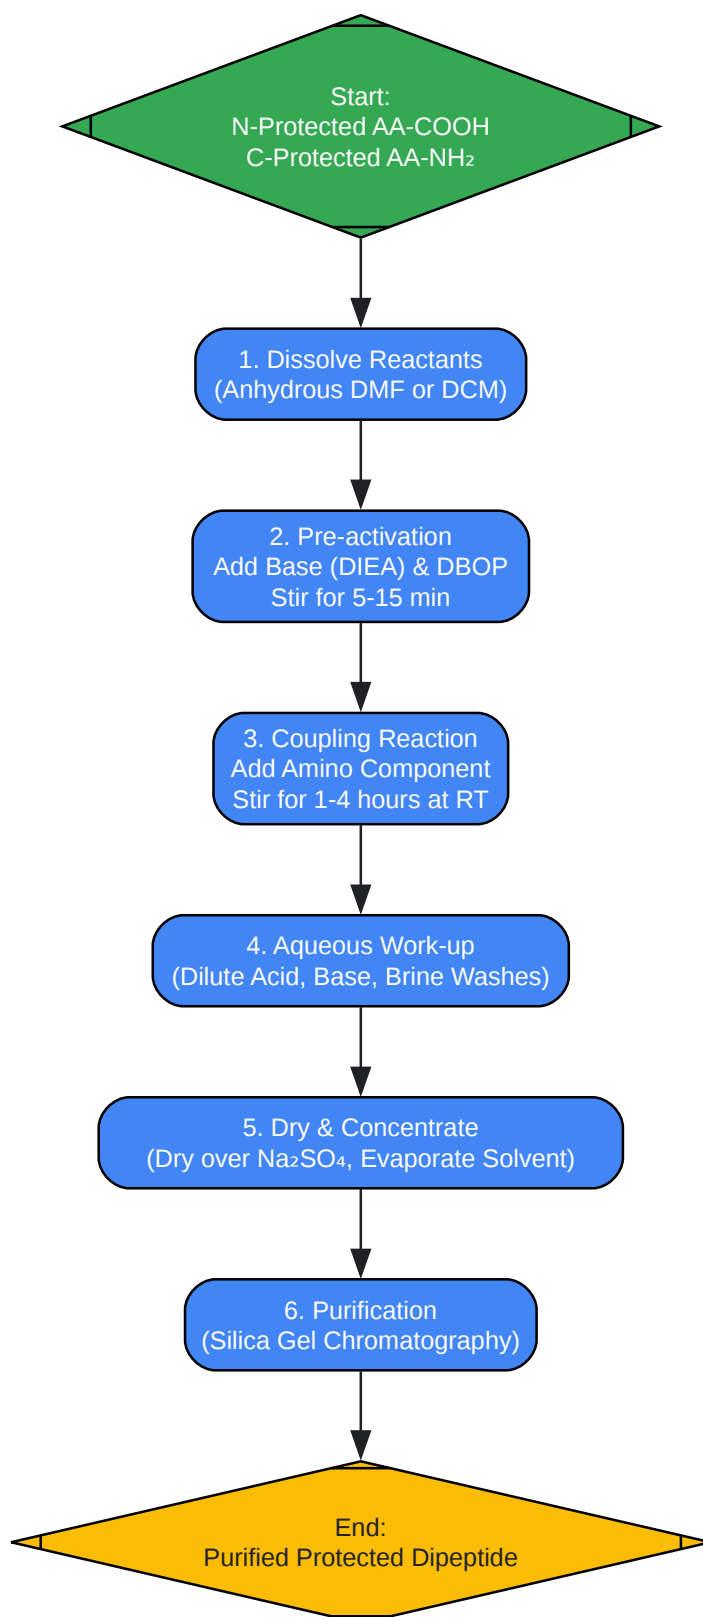 Start:
N-Protected AA-COOH
C-Protected AA-NH₂
1. Dissolve Reactants
(Anhydrous DMF or DCM)
2. Pre-activation
Add Base (DIEA) & DBOP
Stir for 5-15 min
3. Coupling Reaction
Add Amino Component
Stir for 1-4 hours at RT
4. Aqueous Work-up
(Dilute Acid, Base, Brine Washes)
5. Dry & Concentrate
(Dry over Na₂SO₄, Evaporate Solvent)
6. Purification
(Silica Gel Chromatography)
End:
Purified Protected Dipeptide